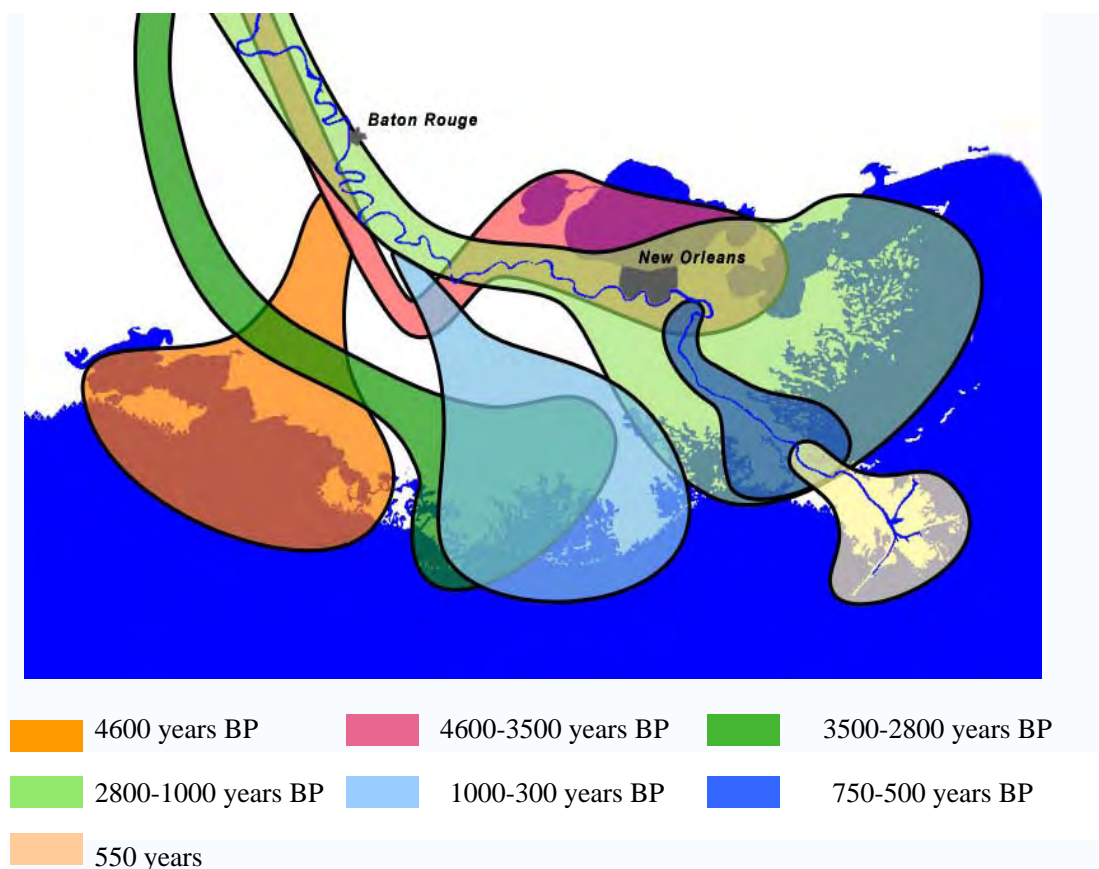 Baton Rouge
New Orleans
4600 years BP
4600-3500 years BP
3500-2800 years BP
2800-1000 years BP
1000-300 years BP
750-500 years BP
550 years